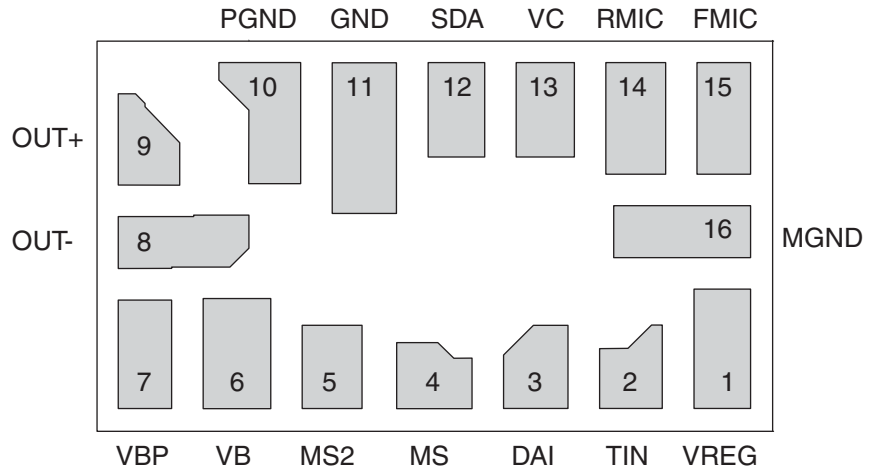 PGND GND SDA VC RMIC FMIC
10 11 12 13 14 15
OUT+ 9
OUT- 8 16 MGND
7 6 5 4 3 2 1
VBP VB MS2 MS DAI TIN VREG